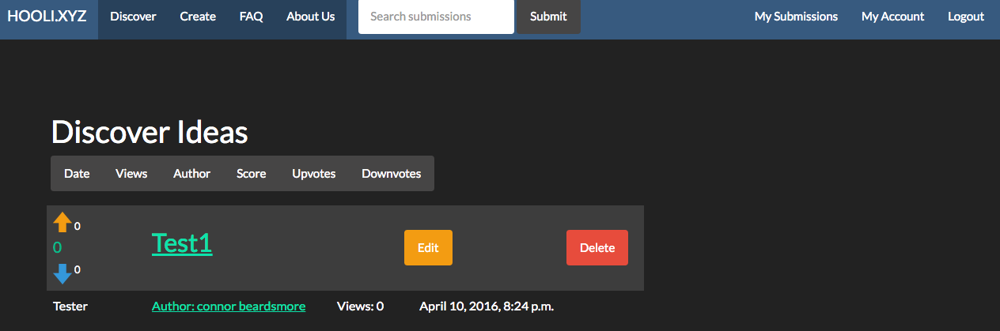 HOOLI.XYZ Discover Create FAQ About Us Search submissions Submit My Submissions My Account Logout
Discover Ideas
Date Views Author Score Upvotes Downvotes
0
0 Test1 Edit Delete
0
Tester Author: connor beardsmore Views: 0 April 10, 2016, 8:24 p.m.